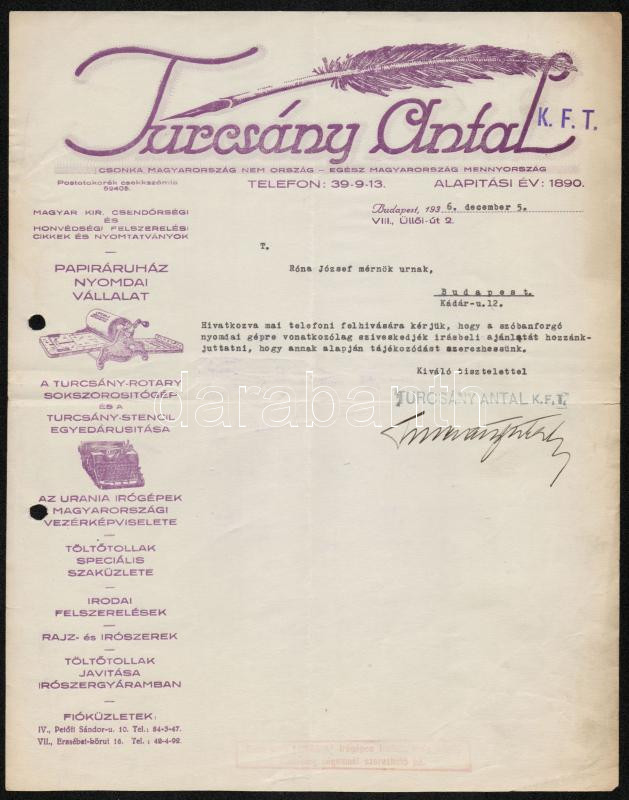 Turcsány Antal K. F. T.
CSONKA MAGYARORSZÁG NEM ORSZÁG – EGÉSZ MAGYARORSZÁG MENNYORSZÁG
Postatakarék csekkszámla
59405.
TELEFON: 39-9-13. ALAPITÁSI ÉV: 1890.
MAGYAR KIR. CSENDŐRSÉGI
ÉS
HONVÉDSÉGI FELSZERELÉSI
CIKKEK ÉS NYOMTATVÁNYOK
PAPIRÁRUHÁZ
NYOMDAI
VÁLLALAT
A TURCSÁNY-ROTARY
SOKSZOROSITÓGÉP
ÉS A
TURCSÁNY-STENCIL
EGYEDÁRUSITÁSA
AZ URANIA IRÓGÉPEK
MAGYARORSZÁGI
VEZÉRKÉPVISELETE
TÖLTŐTOLLAK
SPECIÁLIS
SZAKÜZLETE
IRODAI
FELSZERELÉSEK
RAJZ- és IRÓSZEREK
TÖLTŐTOLLAK
JAVITÁSA
IRÓSZERGYÁRAMBAN
FIÓKÜZLETEK:
IV., Petőfi Sándor-u. 10. Tel.: 84-3-47.
VII., Erzsébet-körut 16. Tel.: 42-4-92.
Budapest, 193 6. december 5.
VIII., Üllői-út 2.
T.
Róna József mérnök urnak,
Budapest.
Kádár-u.12.
Hivatkozva mai telefoni felhivására kérjük, hogy a szóbanforgó
nyomdai gépre vonatkozólag sziveskedjék irásbeli ajánlatát hozzánk-
juttatni, hogy annak alapján tájékozódást szerezhessünk.
Kiváló tisztelettel
TURCSÁNY ANTAL K.F.T.
darabanth